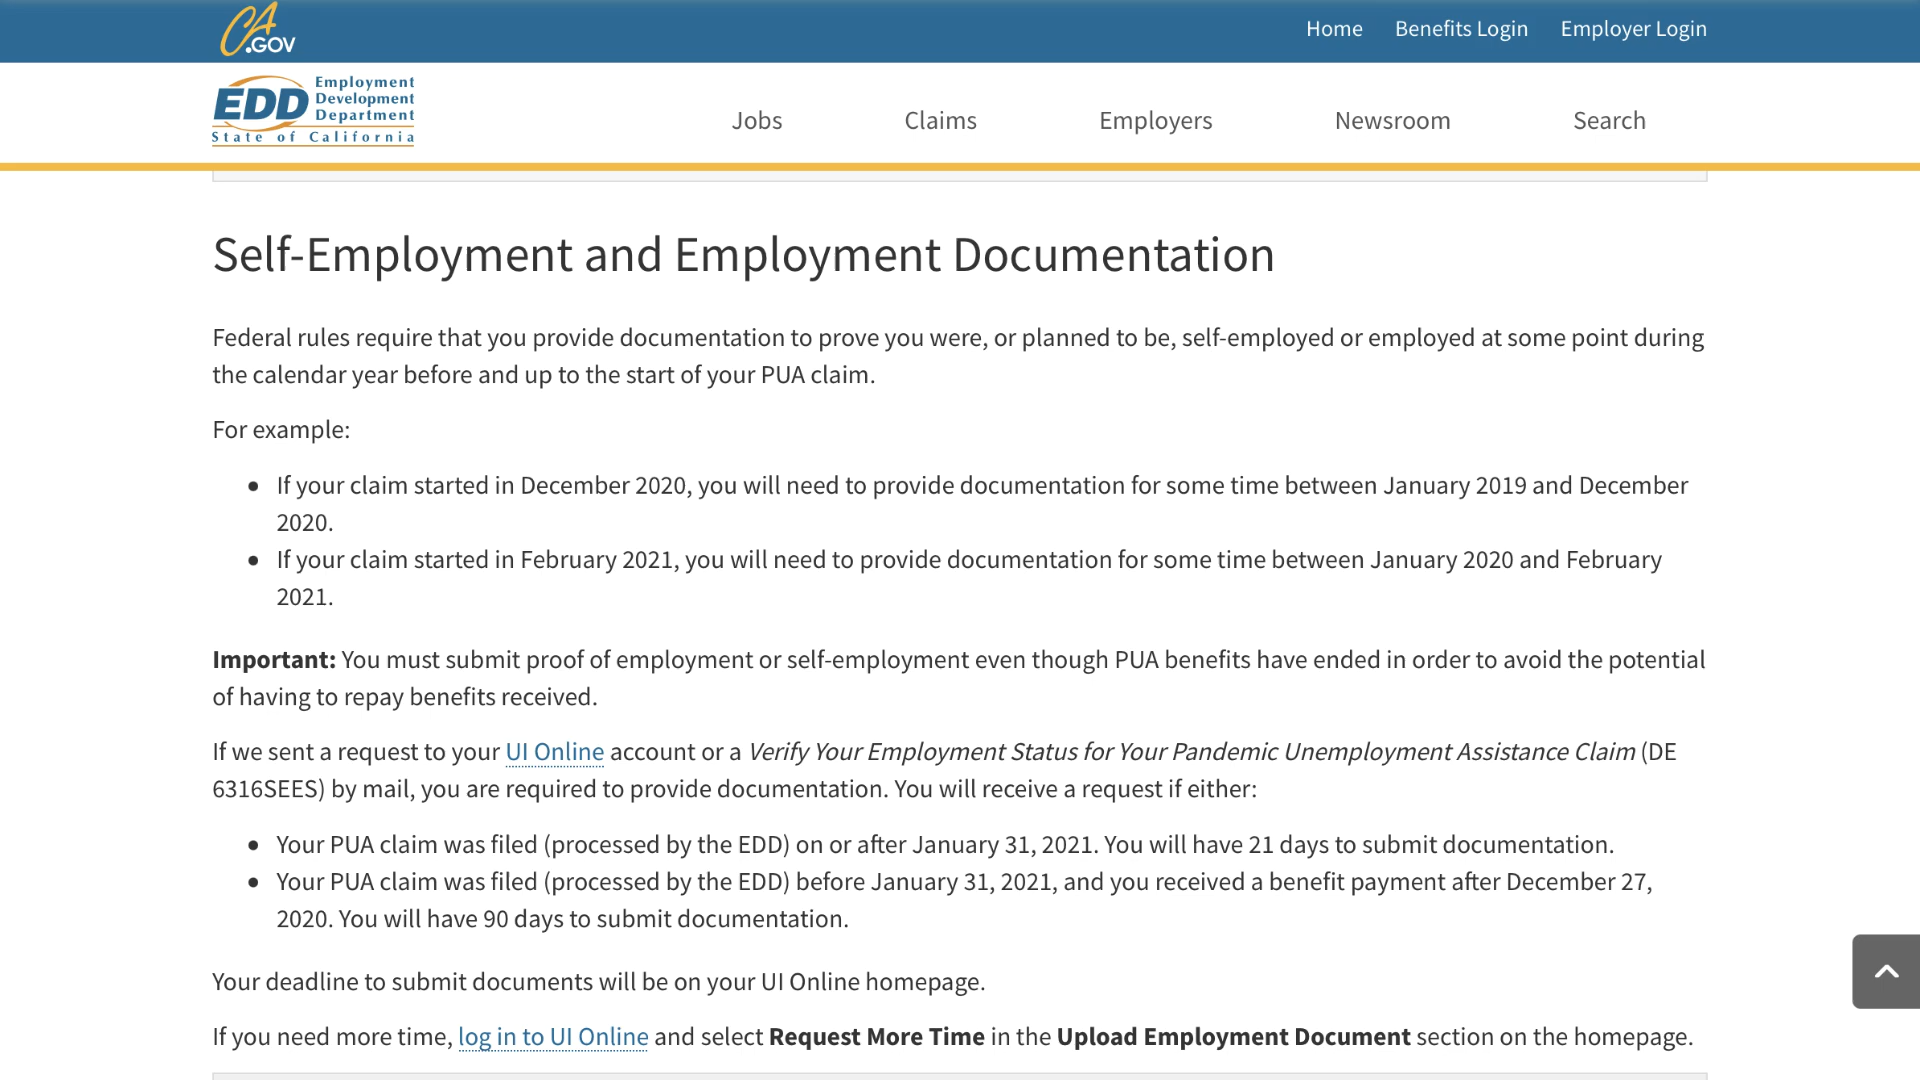 CA.GOV
Home Benefits Login Employer Login
EDD Employment
Development
Department
State of California
Jobs Claims Employers Newsroom Search
Self-Employment and Employment Documentation
Federal rules require that you provide documentation to prove you were, or planned to be, self-employed or employed at some point during
the calendar year before and up to the start of your PUA claim.
For example:
• If your claim started in December 2020, you will need to provide documentation for some time between January 2019 and December
2020.
• If your claim started in February 2021, you will need to provide documentation for some time between January 2020 and February
2021.
Important: You must submit proof of employment or self-employment even though PUA benefits have ended in order to avoid the potential
of having to repay benefits received.
If we sent a request to your UI Online account or a Verify Your Employment Status for Your Pandemic Unemployment Assistance Claim (DE
6316SEES) by mail, you are required to provide documentation. You will receive a request if either:
• Your PUA claim was filed (processed by the EDD) on or after January 31, 2021. You will have 21 days to submit documentation.
• Your PUA claim was filed (processed by the EDD) before January 31, 2021, and you received a benefit payment after December 27,
2020. You will have 90 days to submit documentation.
Your deadline to submit documents will be on your UI Online homepage.
If you need more time, log in to UI Online and select Request More Time in the Upload Employment Document section on the homepage.